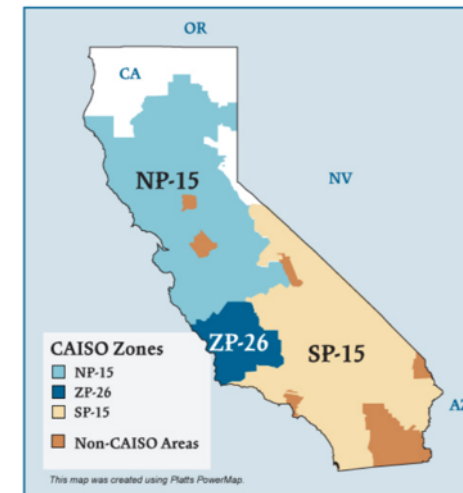 OR
CA
NP-15
NV
ZP-26
SP-15
AZ
CAISO Zones
NP-15
ZP-26
SP-15
Non-CAISO Areas
This map was created using Platts PowerMap.